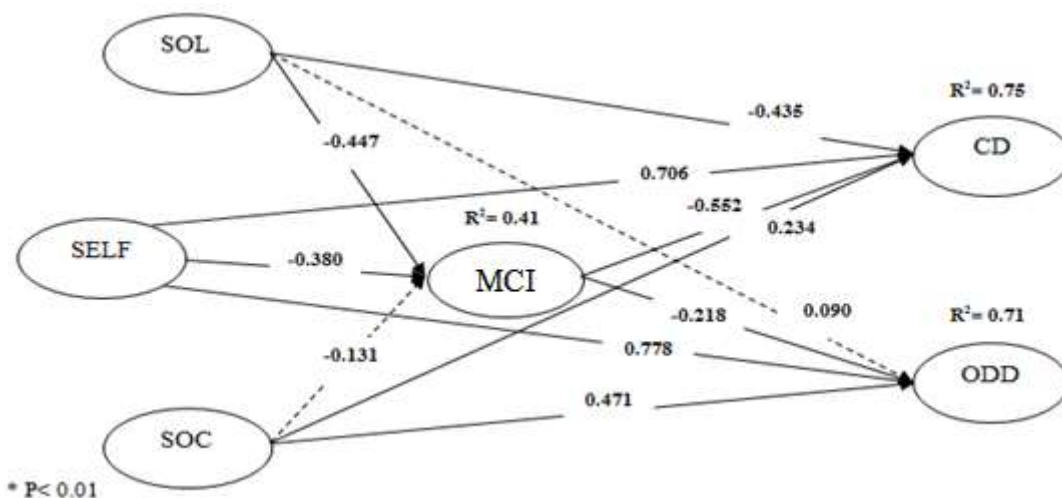 SOL
R²= 0.75
-0.435
CD
-0.447
0.706
R²= 0.41
-0.552
0.234
SELF
-0.380
MCI
-0.218
0.090
R²= 0.71
-0.131
0.778
ODD
0.471
SOC
* P< 0.01